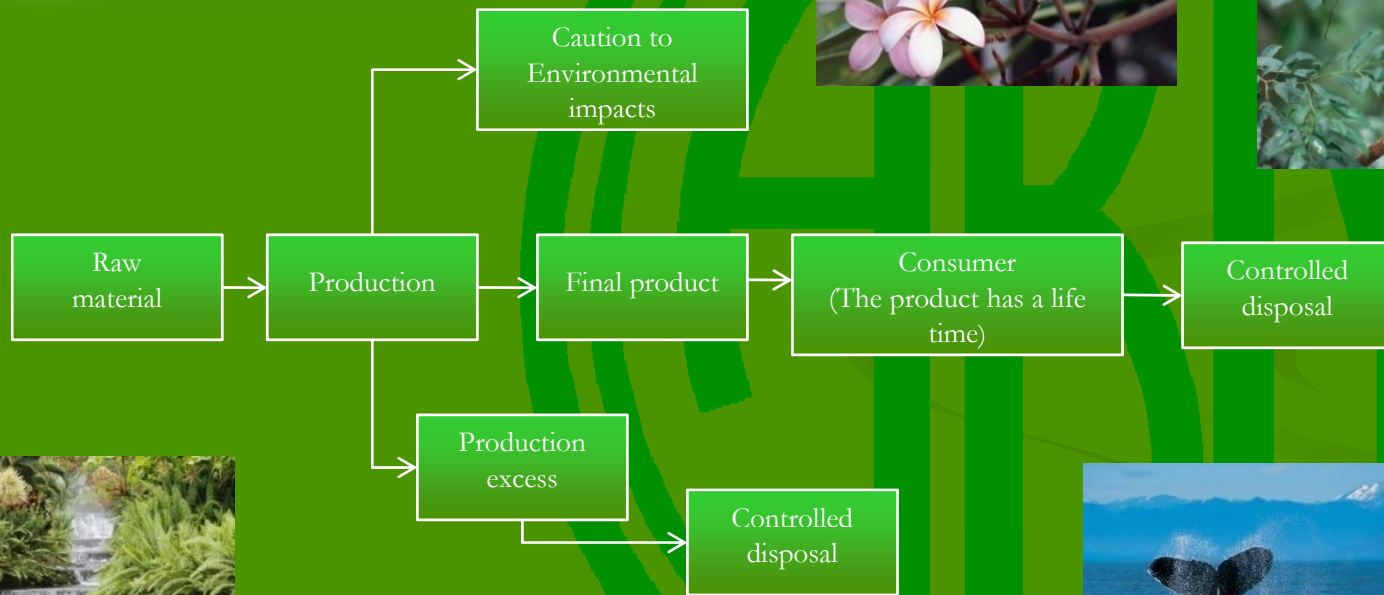 Caution to
Environmental
impacts
Raw
material
Production
Final product
Consumer
(The product has a life
time)
Controlled
disposal
Production
excess
Controlled
disposal